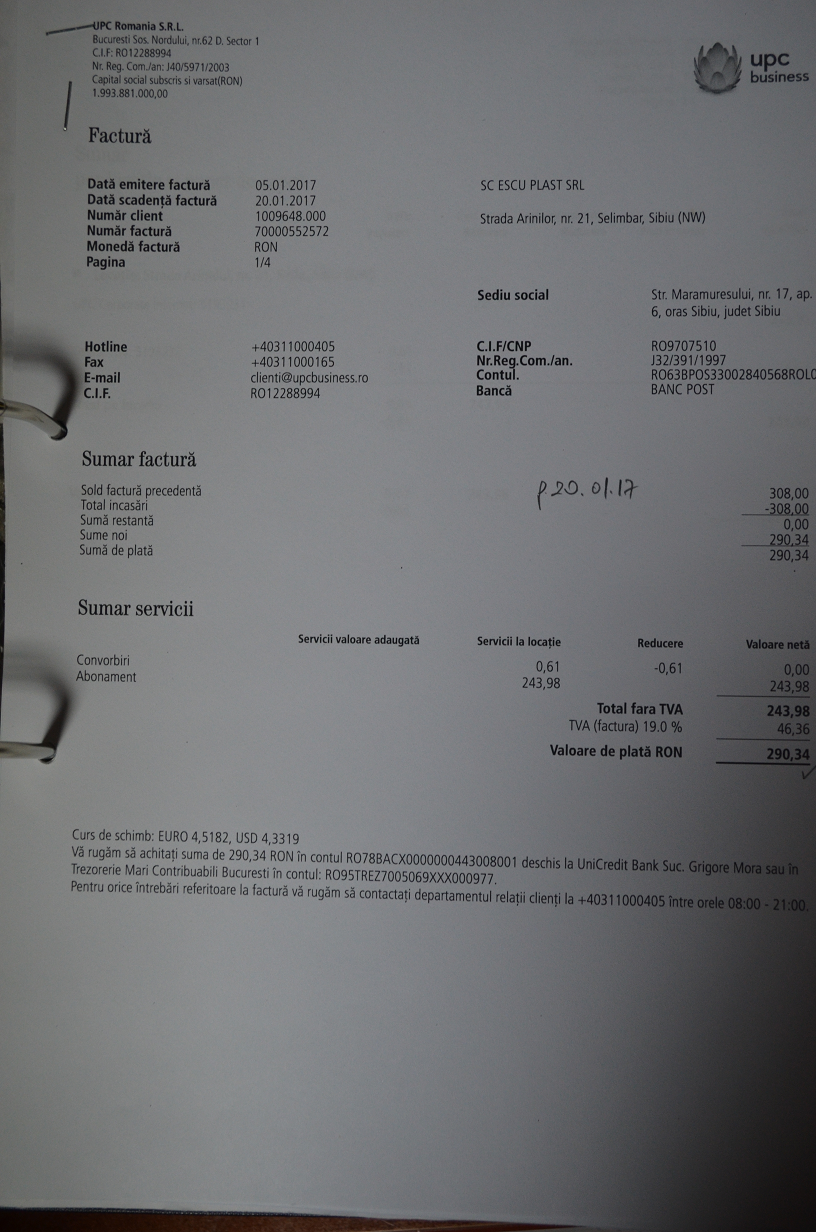 UPC Romania S.R.L.
Bucuresti Sos. Nordului, nr.62 D. Sector 1
C.I.F: RO12288994
Nr. Reg. Com./an: J40/5971/2003
Capital social subscris si varsat(RON)
1.993.881.000,00
upc
business
Factură
Dată emitere factură 05.01.2017
Dată scadență factură 20.01.2017
Număr client 1009648.000
Număr factură 70000552572
Monedă factură RON
Pagina 1/4
SC ESCU PLAST SRL
Strada Arinilor, nr. 21, Selimbar, Sibiu (NW)
Sediu social Str. Maramuresului, nr. 17, ap.
6, oras Sibiu, judet Sibiu
Hotline +40311000405
Fax +40311000165
E-mail clienti@upcbusiness.ro
C.I.F. RO12288994
C.I.F/CNP RO9707510
Nr.Reg.Com./an. J32/391/1997
Contul. RO63BPOS33002840568ROL0
Bancă BANC POST
Sumar factură
p 20.01.17
Sold factură precedentă 308,00
Total incasări -308,00
Sumă restantă 0,00
Sume noi 290,34
Sumă de plată 290,34
Sumar servicii
Servicii valoare adaugată Servicii la locație Reducere Valoare netă
Convorbiri 0,61 -0,61 0,00
Abonament 243,98 243,98
Total fara TVA 243,98
TVA (factura) 19.0 % 46,36
Valoare de plată RON 290,34
Curs de schimb: EURO 4,5182, USD 4,3319
Vă rugăm să achitați suma de 290,34 RON în contul RO78BACX0000000443008001 deschis la UniCredit Bank Suc. Grigore Mora sau în
Trezorerie Mari Contribuabili Bucuresti în contul: RO95TREZ7005069XXX000977.
Pentru orice întrebări referitoare la factură vă rugăm să contactați departamentul relații clienți la +40311000405 între orele 08:00 - 21:00.